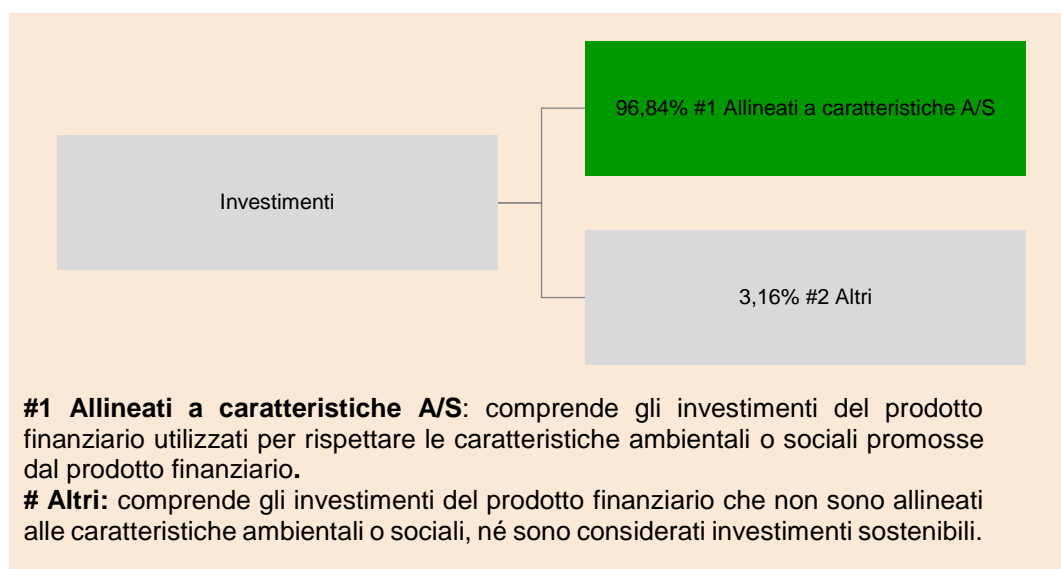 96,84% #1 Allineati a caratteristiche A/S
Investimenti
3,16% #2 Altri
#1 Allineati a caratteristiche A/S: comprende gli investimenti del prodotto
finanziario utilizzati per rispettare le caratteristiche ambientali o sociali promosse
dal prodotto finanziario.
# Altri: comprende gli investimenti del prodotto finanziario che non sono allineati
alle caratteristiche ambientali o sociali, né sono considerati investimenti sostenibili.